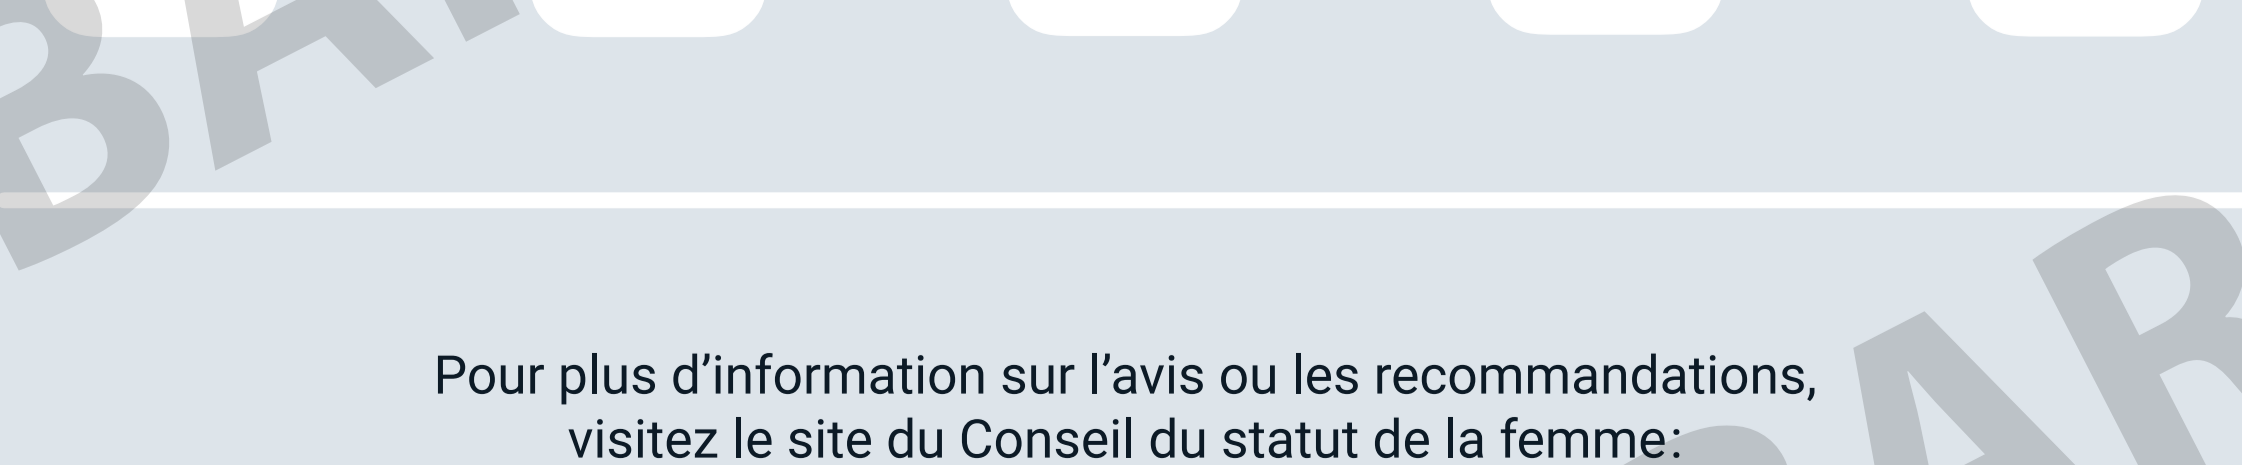 Pour plus d’information sur l’avis ou les recommandations,
visitez le site du Conseil du statut de la femme: